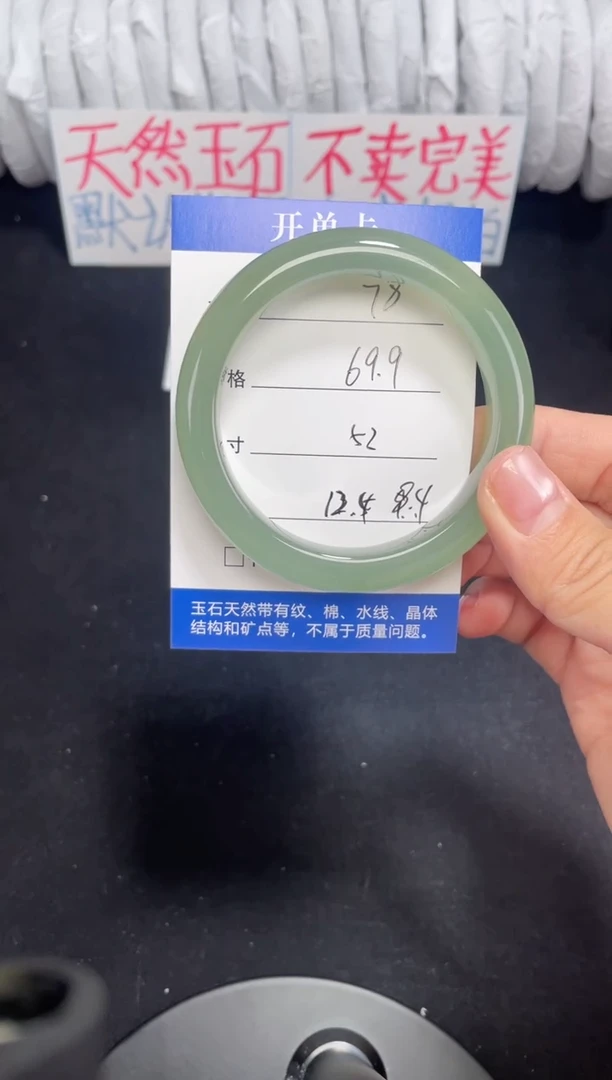 天然玉石 不卖完美
开单卡
78
格 69.9
寸 52
12.4 8.4
玉石天然带有纹、棉、水线、晶体
结构和矿点等，不属于质量问题。